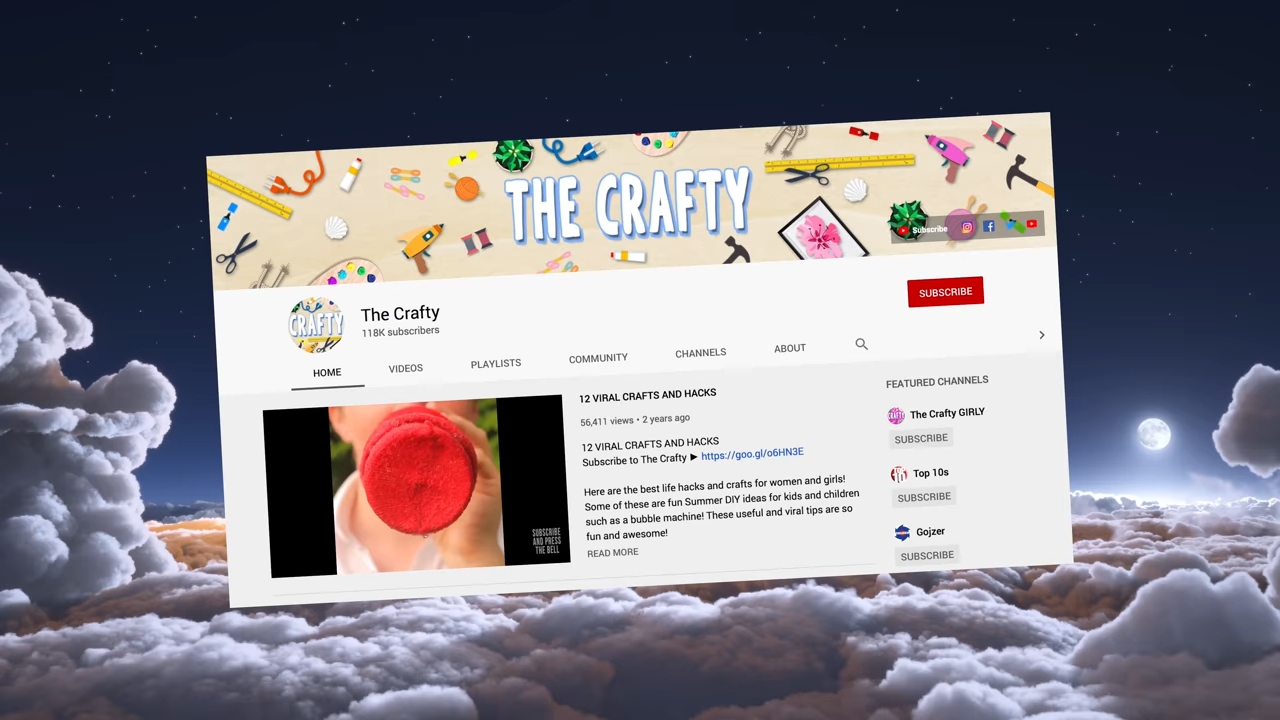 THE CRAFTY
Subscribe
CRAFTY
The Crafty
118K subscribers
SUBSCRIBE
HOME
VIDEOS
PLAYLISTS
COMMUNITY
CHANNELS
ABOUT
SUBSCRIBE
AND PRESS
THE BELL
12 VIRAL CRAFTS AND HACKS
56,411 views • 2 years ago
12 VIRAL CRAFTS AND HACKS
Subscribe to The Crafty ► https://goo.gl/o6HN3E
Here are the best life hacks and crafts for women and girls!
Some of these are fun Summer DIY ideas for kids and children
such as a bubble machine! These useful and viral tips are so
fun and awesome!
READ MORE
FEATURED CHANNELS
The Crafty GIRLY
SUBSCRIBE
Top 10s
SUBSCRIBE
Gojzer
SUBSCRIBE